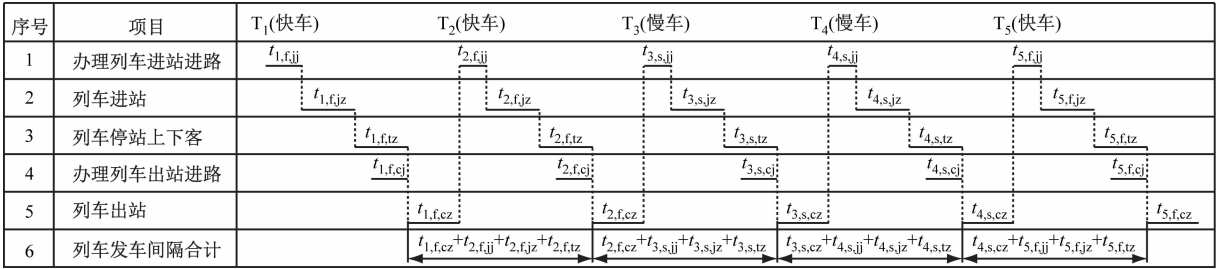 序号 项目 T₁(快车) T₂(快车) T₃(慢车) T₄(慢车) T₅(快车)
1 办理列车进站进路 t₁,f,jj t₂,f,jj t₃,s,jj t₄,s,jj t₅,f,jj
2 列车进站 t₁,f,jz t₂,f,jz t₃,s,jz t₄,s,jz t₅,f,jz
3 列车停站上下客 t₁,f,tz t₂,f,tz t₃,s,tz t₄,s,tz t₅,f,tz
4 办理列车出站进路 t₁,f,cj t₂,f,cj t₃,s,cj t₄,s,cj t₅,f,cj
5 列车出站 t₁,f,cz t₂,f,cz t₃,s,cz t₄,s,cz t₅,f,cz
6 列车发车间隔合计 t₁,f,cz+t₂,f,jj+t₂,f,jz+t₂,f,tz t₂,f,cz+t₃,s,jj+t₃,s,jz+t₃,s,tz t₃,s,cz+t₄,s,jj+t₄,s,jz+t₄,s,tz t₄,s,cz+t₅,f,jj+t₅,f,jz+t₅,f,tz